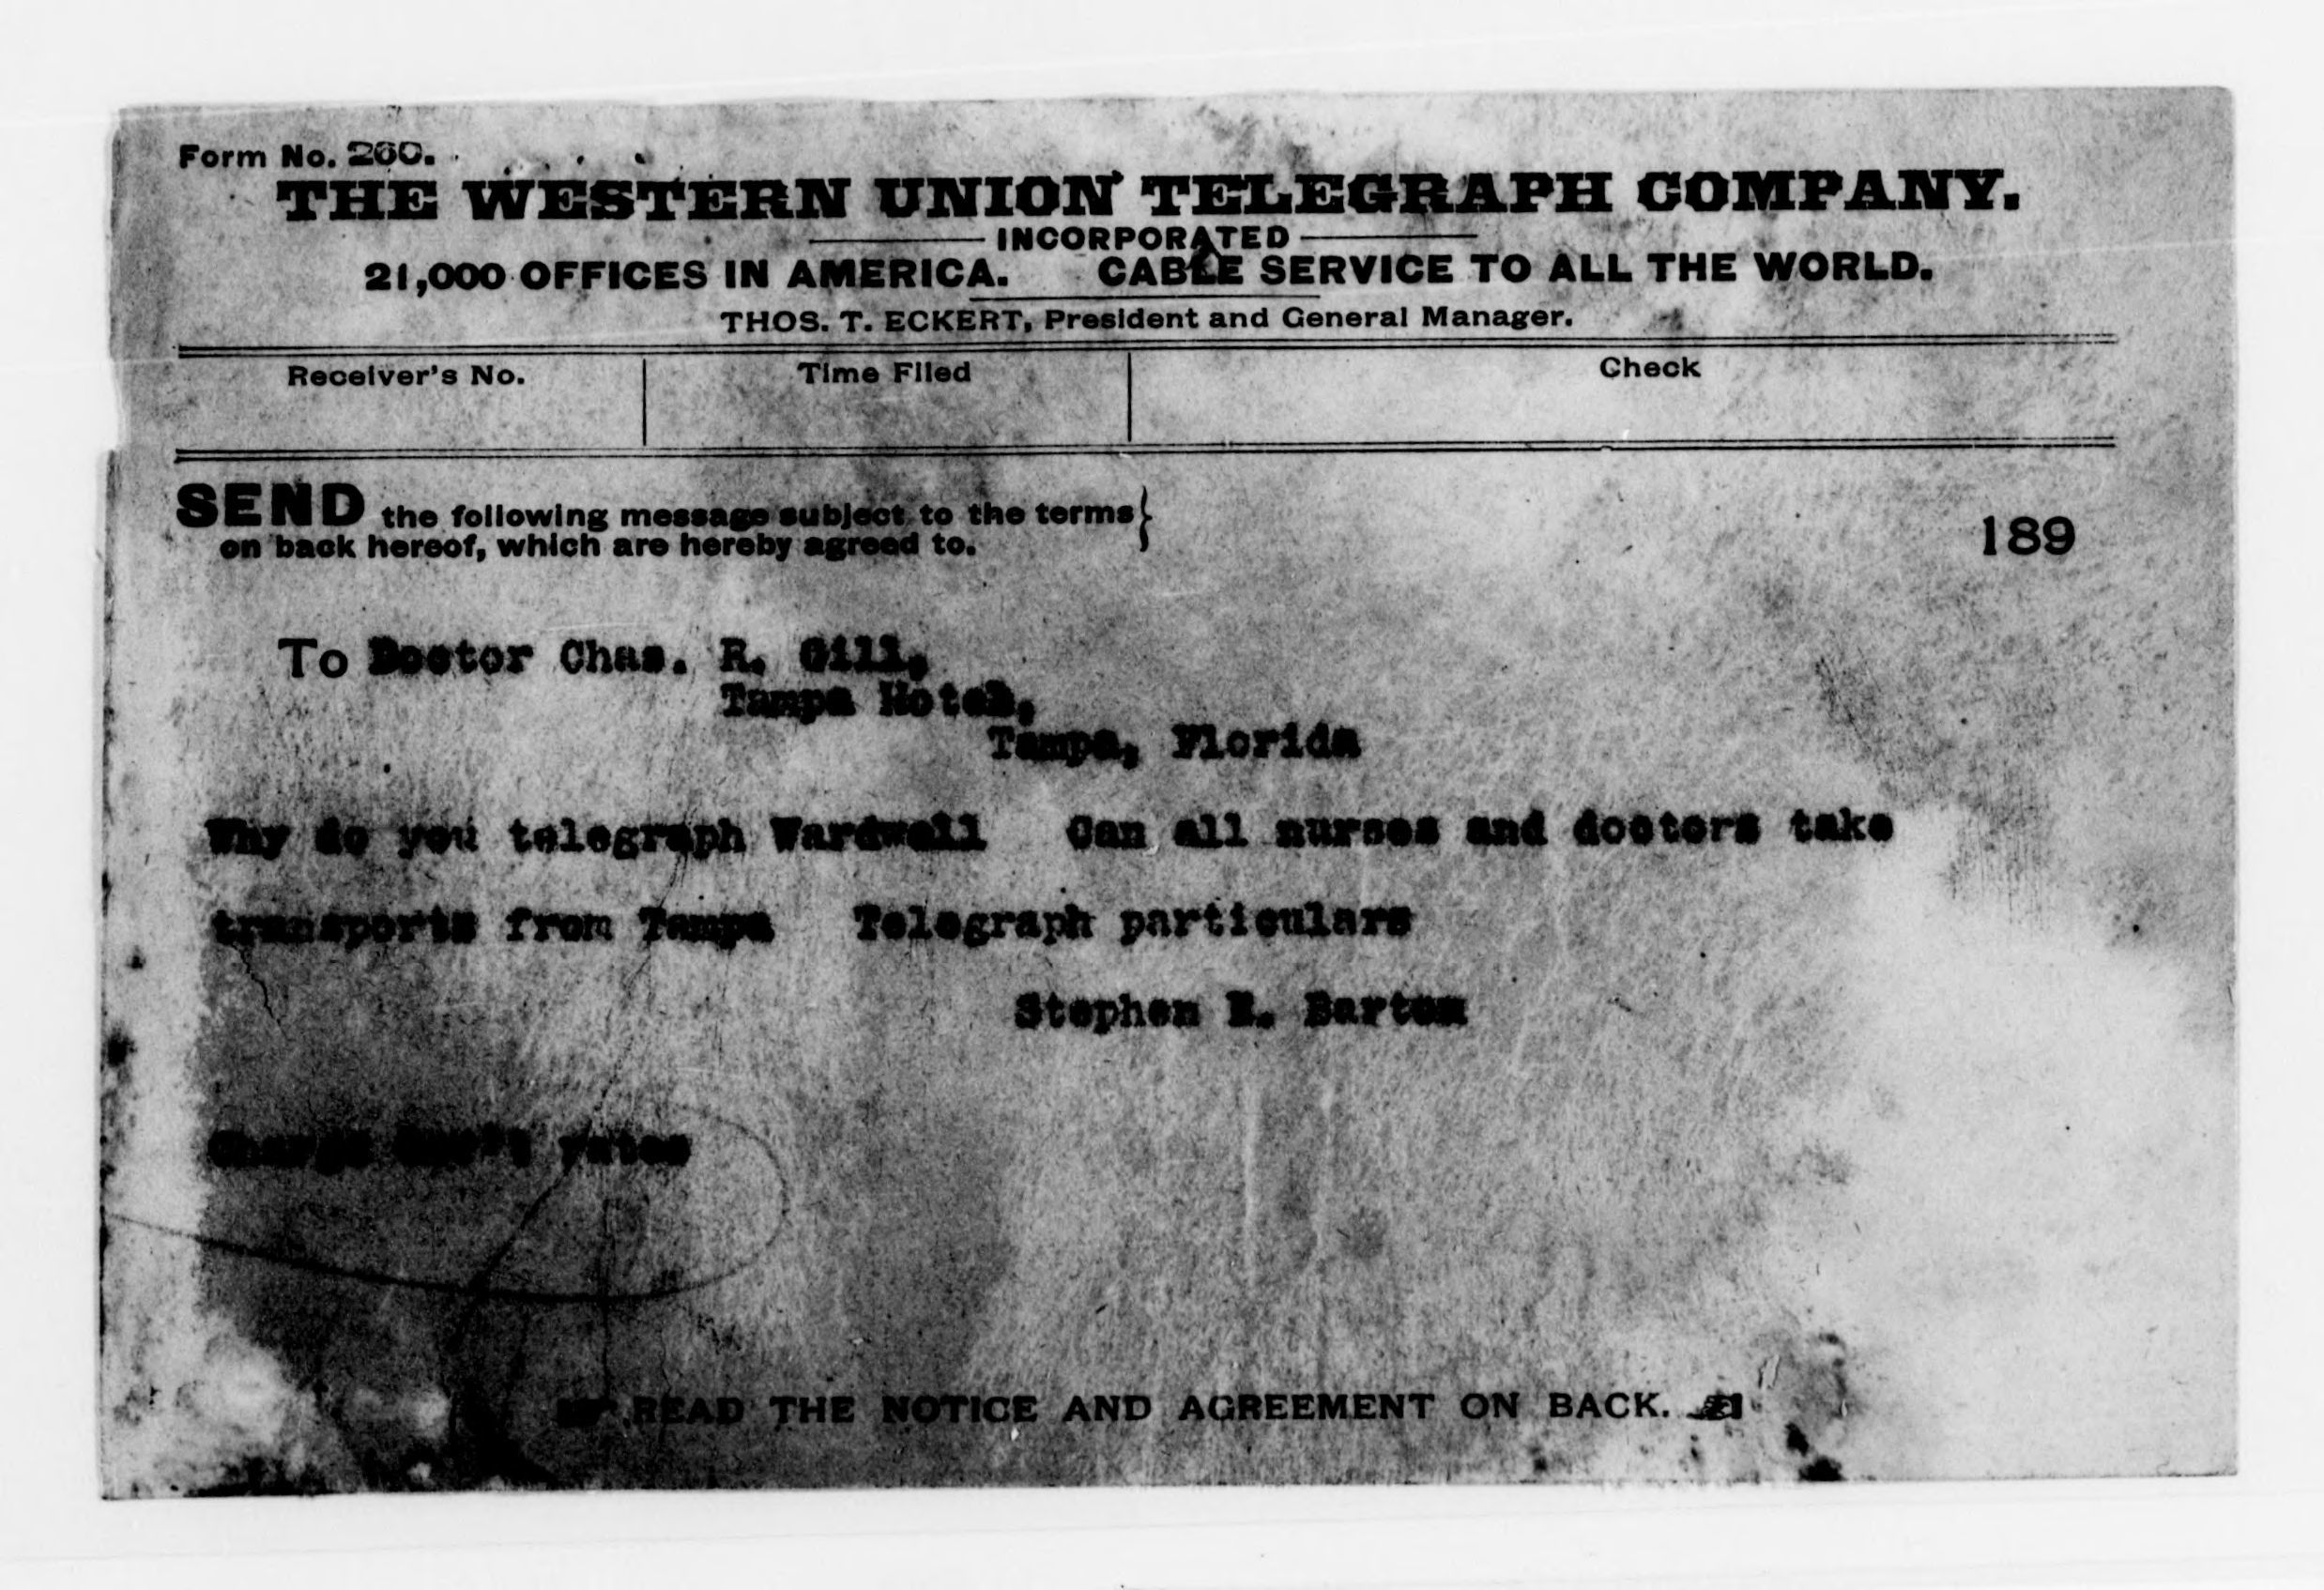 Form No. 260.
THE WESTERN UNION TELEGRAPH COMPANY.
INCORPORATED
21,000 OFFICES IN AMERICA. CABLE SERVICE TO ALL THE WORLD.
THOS. T. ECKERT, President and General Manager.
Receiver's No. Time Filed Check
SEND the following message subject to the terms
on back hereof, which are hereby agreed to.
189
To Doctor Chas. R. Gill,
Tampa Hotel,
Tampa, Florida
Why do you telegraph Wardwell Can all nurses and doctors take
transports from Tampa Telegraph particulars
Stephen E. Barton
Charge Gov't rates
READ THE NOTICE AND AGREEMENT ON BACK.